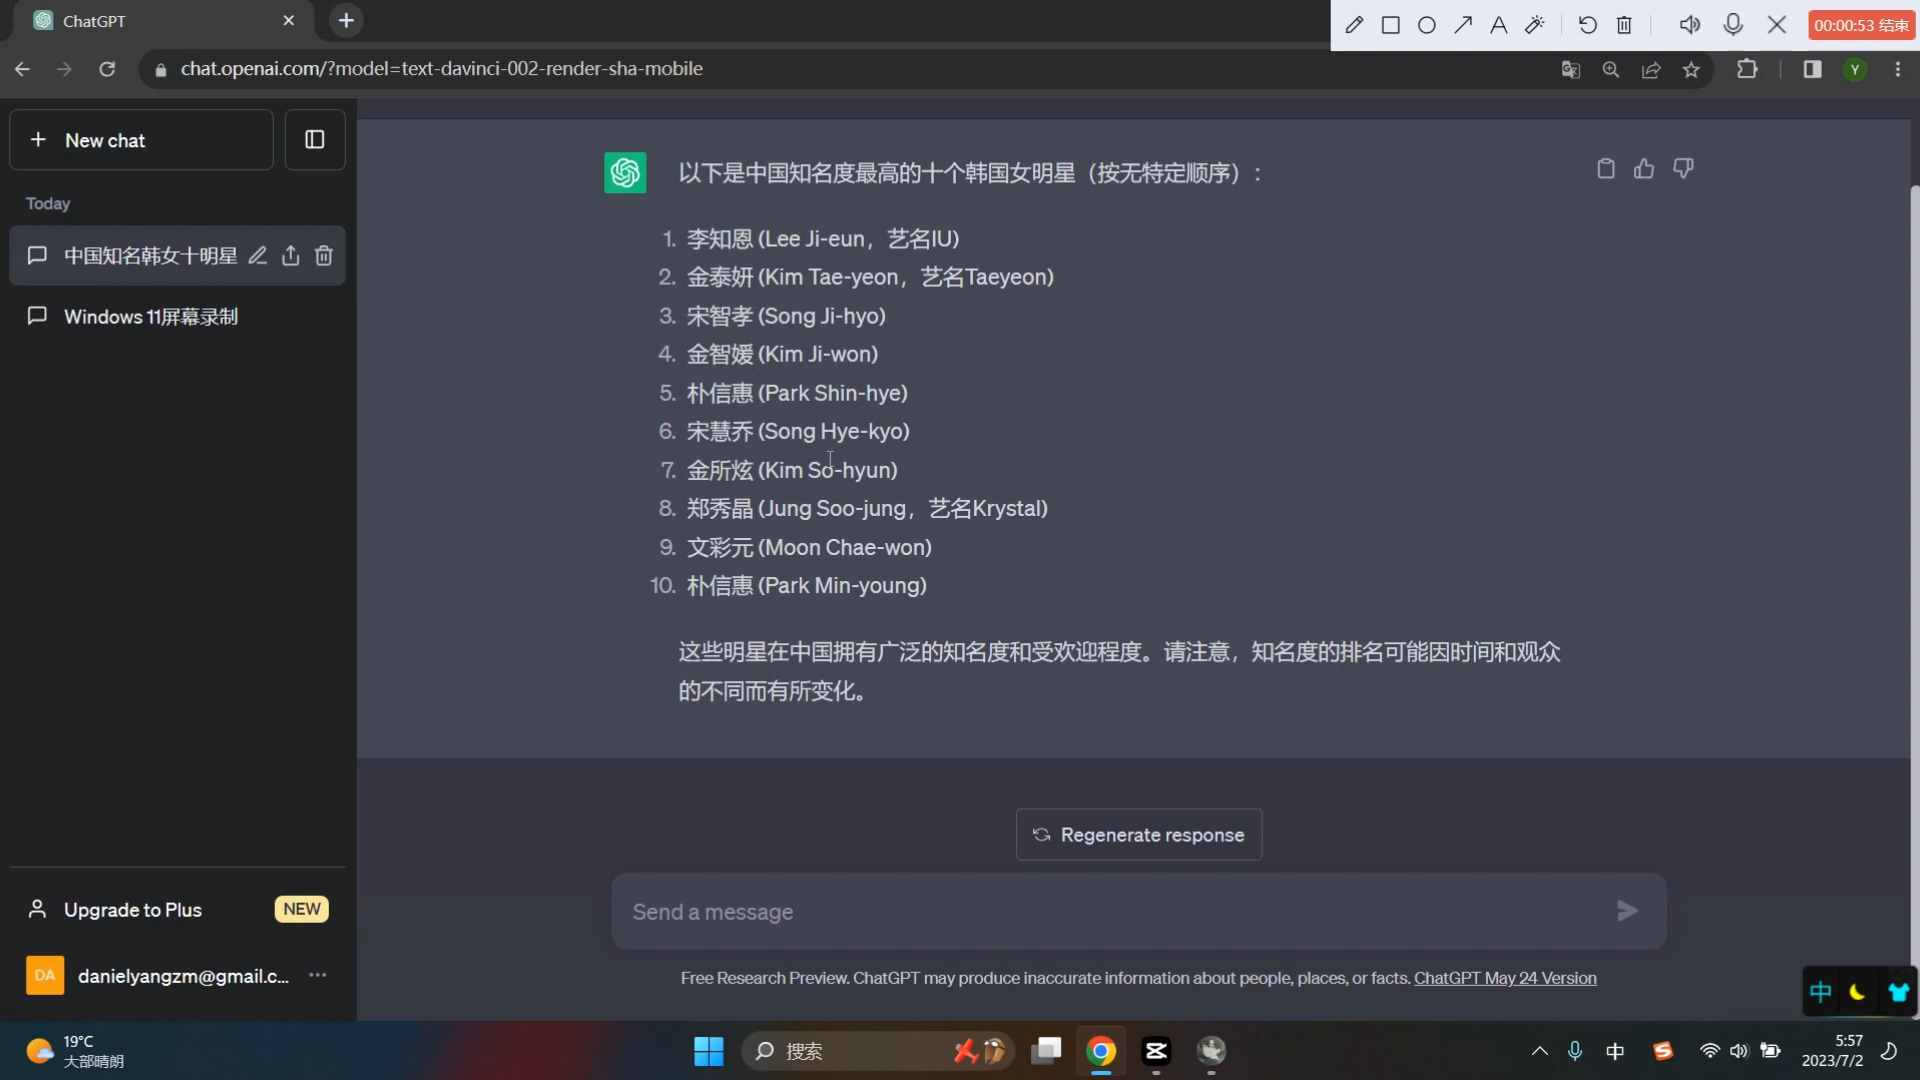 ChatGPT
00:00:53 结束
chat.openai.com/?model=text-davinci-002-render-sha-mobile
Y
New chat
Today
中国知名韩女十明星
Windows 11屏幕录制
以下是中国知名度最高的十个韩国女明星（按无特定顺序）：
1. 李知恩 (Lee Ji-eun，艺名IU)
2. 金泰妍 (Kim Tae-yeon，艺名Taeyeon)
3. 宋智孝 (Song Ji-hyo)
4. 金智媛 (Kim Ji-won)
5. 朴信惠 (Park Shin-hye)
6. 宋慧乔 (Song Hye-kyo)
7. 金所炫 (Kim So-hyun)
8. 郑秀晶 (Jung Soo-jung，艺名Krystal)
9. 文彩元 (Moon Chae-won)
10. 朴信惠 (Park Min-young)
这些明星在中国拥有广泛的知名度和受欢迎程度。请注意，知名度的排名可能因时间和观众
的不同而有所变化。
Regenerate response
Send a message
Free Research Preview. ChatGPT may produce inaccurate information about people, places, or facts. ChatGPT May 24 Version
Upgrade to Plus NEW
DA danielyangzm@gmail.c...
中
19°C
大部晴朗
搜索
中
5:57
2023/7/2